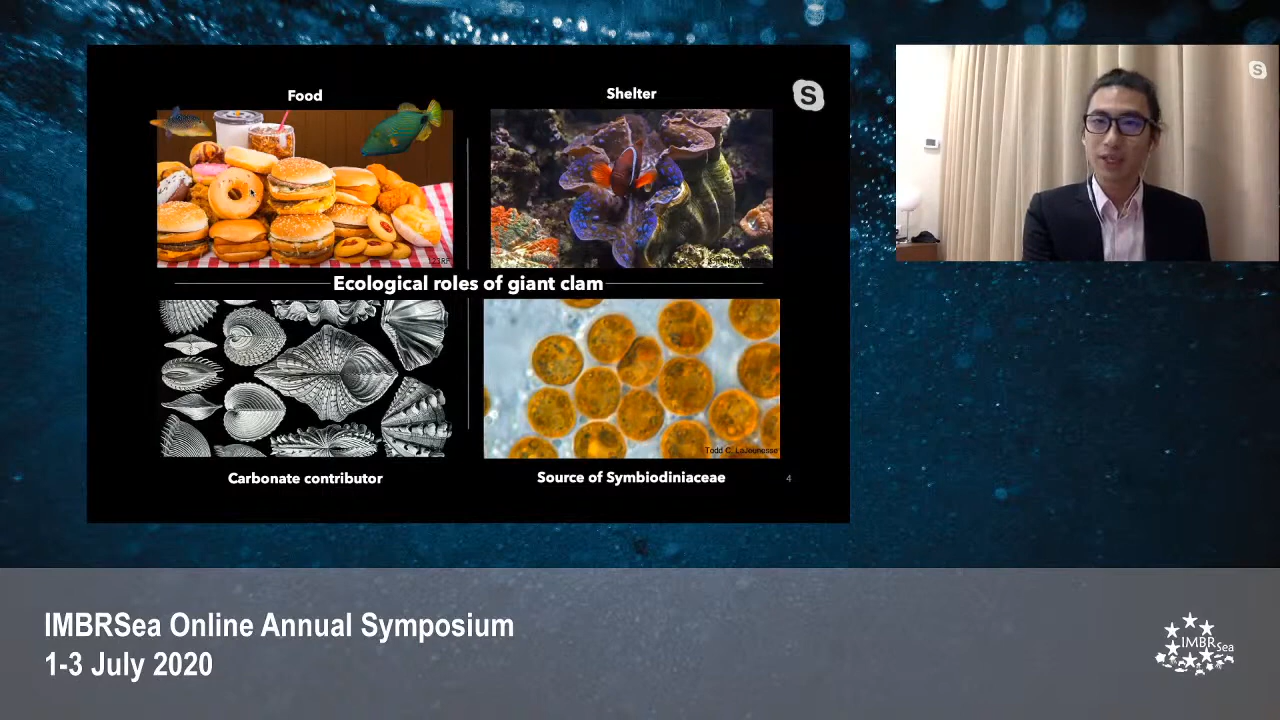 Food
Shelter
123RF
Ecological roles of giant clam
Todd C. LaJeunesse
Carbonate contributor
Source of Symbiodiniaceae
4
IMBRSea Online Annual Symposium
1-3 July 2020
IMBRSea